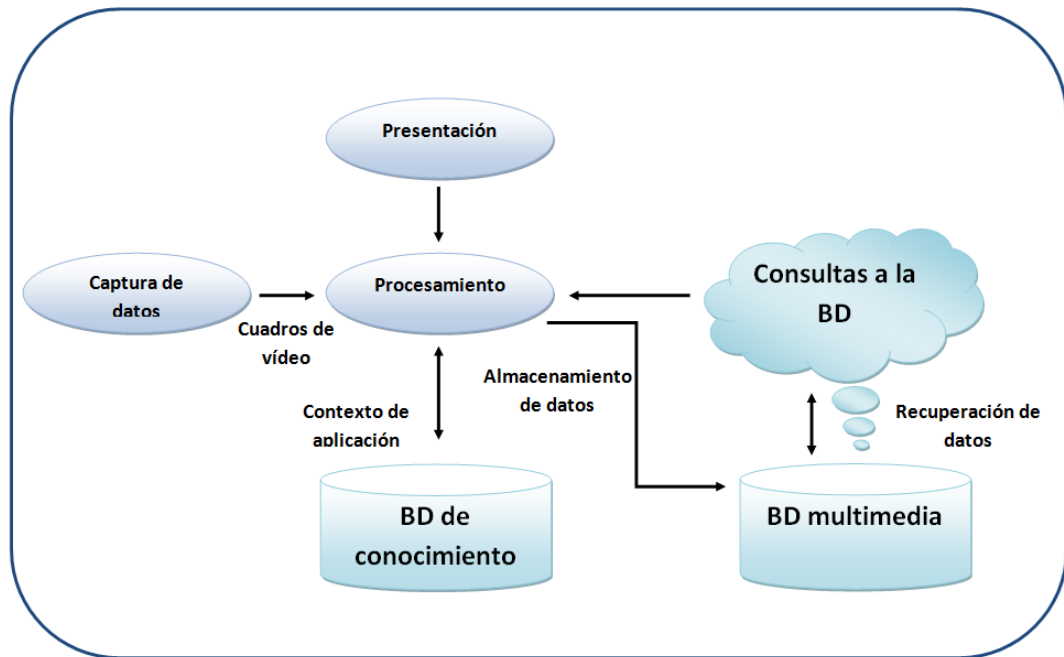 Presentación
Captura de
datos
Procesamiento
Consultas a la
BD
Cuadros de
vídeo
Contexto de
aplicación
Almacenamiento
de datos
Recuperación de
datos
BD de
conocimiento
BD multimedia